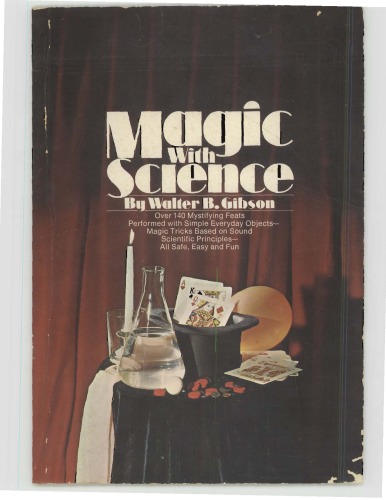 Magic
With
Science
By Walter B. Gibson
Over 140 Mystifying Feats
Performed with Simple Everyday Objects—
Magic Tricks Based on Sound
Scientific Principles—
All Safe, Easy and Fun